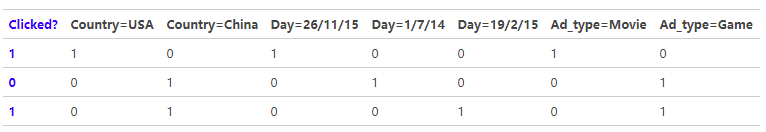 Clicked? Country=USA Country=China Day=26/11/15 Day=1/7/14 Day=19/2/15 Ad_type=Movie Ad_type=Game
1 1 0 1 0 0 1 0
0 0 1 0 1 0 0 1
1 0 1 0 0 1 0 1